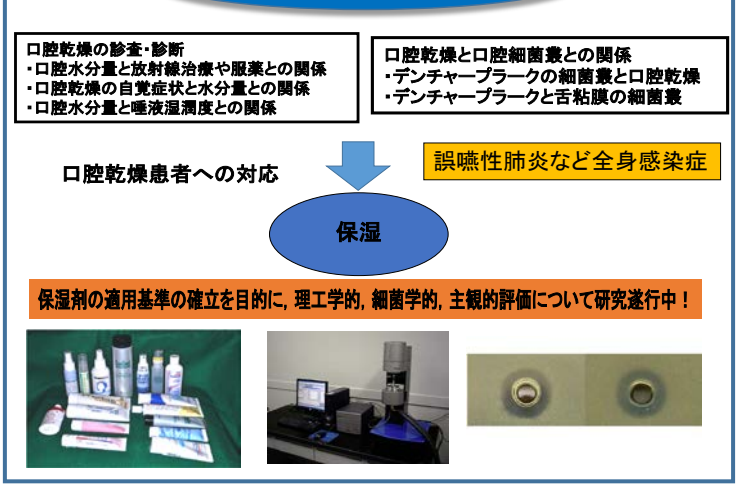 口腔乾燥の診査・診断
・口腔水分量と放射線治療や服薬との関係
・口腔乾燥の自覚症状と水分量との関係
・口腔水分量と唾液湿潤度との関係
口腔乾燥と口腔細菌叢との関係
・デンチャープラークの細菌叢と口腔乾燥
・デンチャープラークと舌粘膜の細菌叢
口腔乾燥患者への対応
誤嚥性肺炎など全身感染症
保湿
保湿剤の適用基準の確立を目的に, 理工学的, 細菌学的, 主観的評価について研究遂行中！